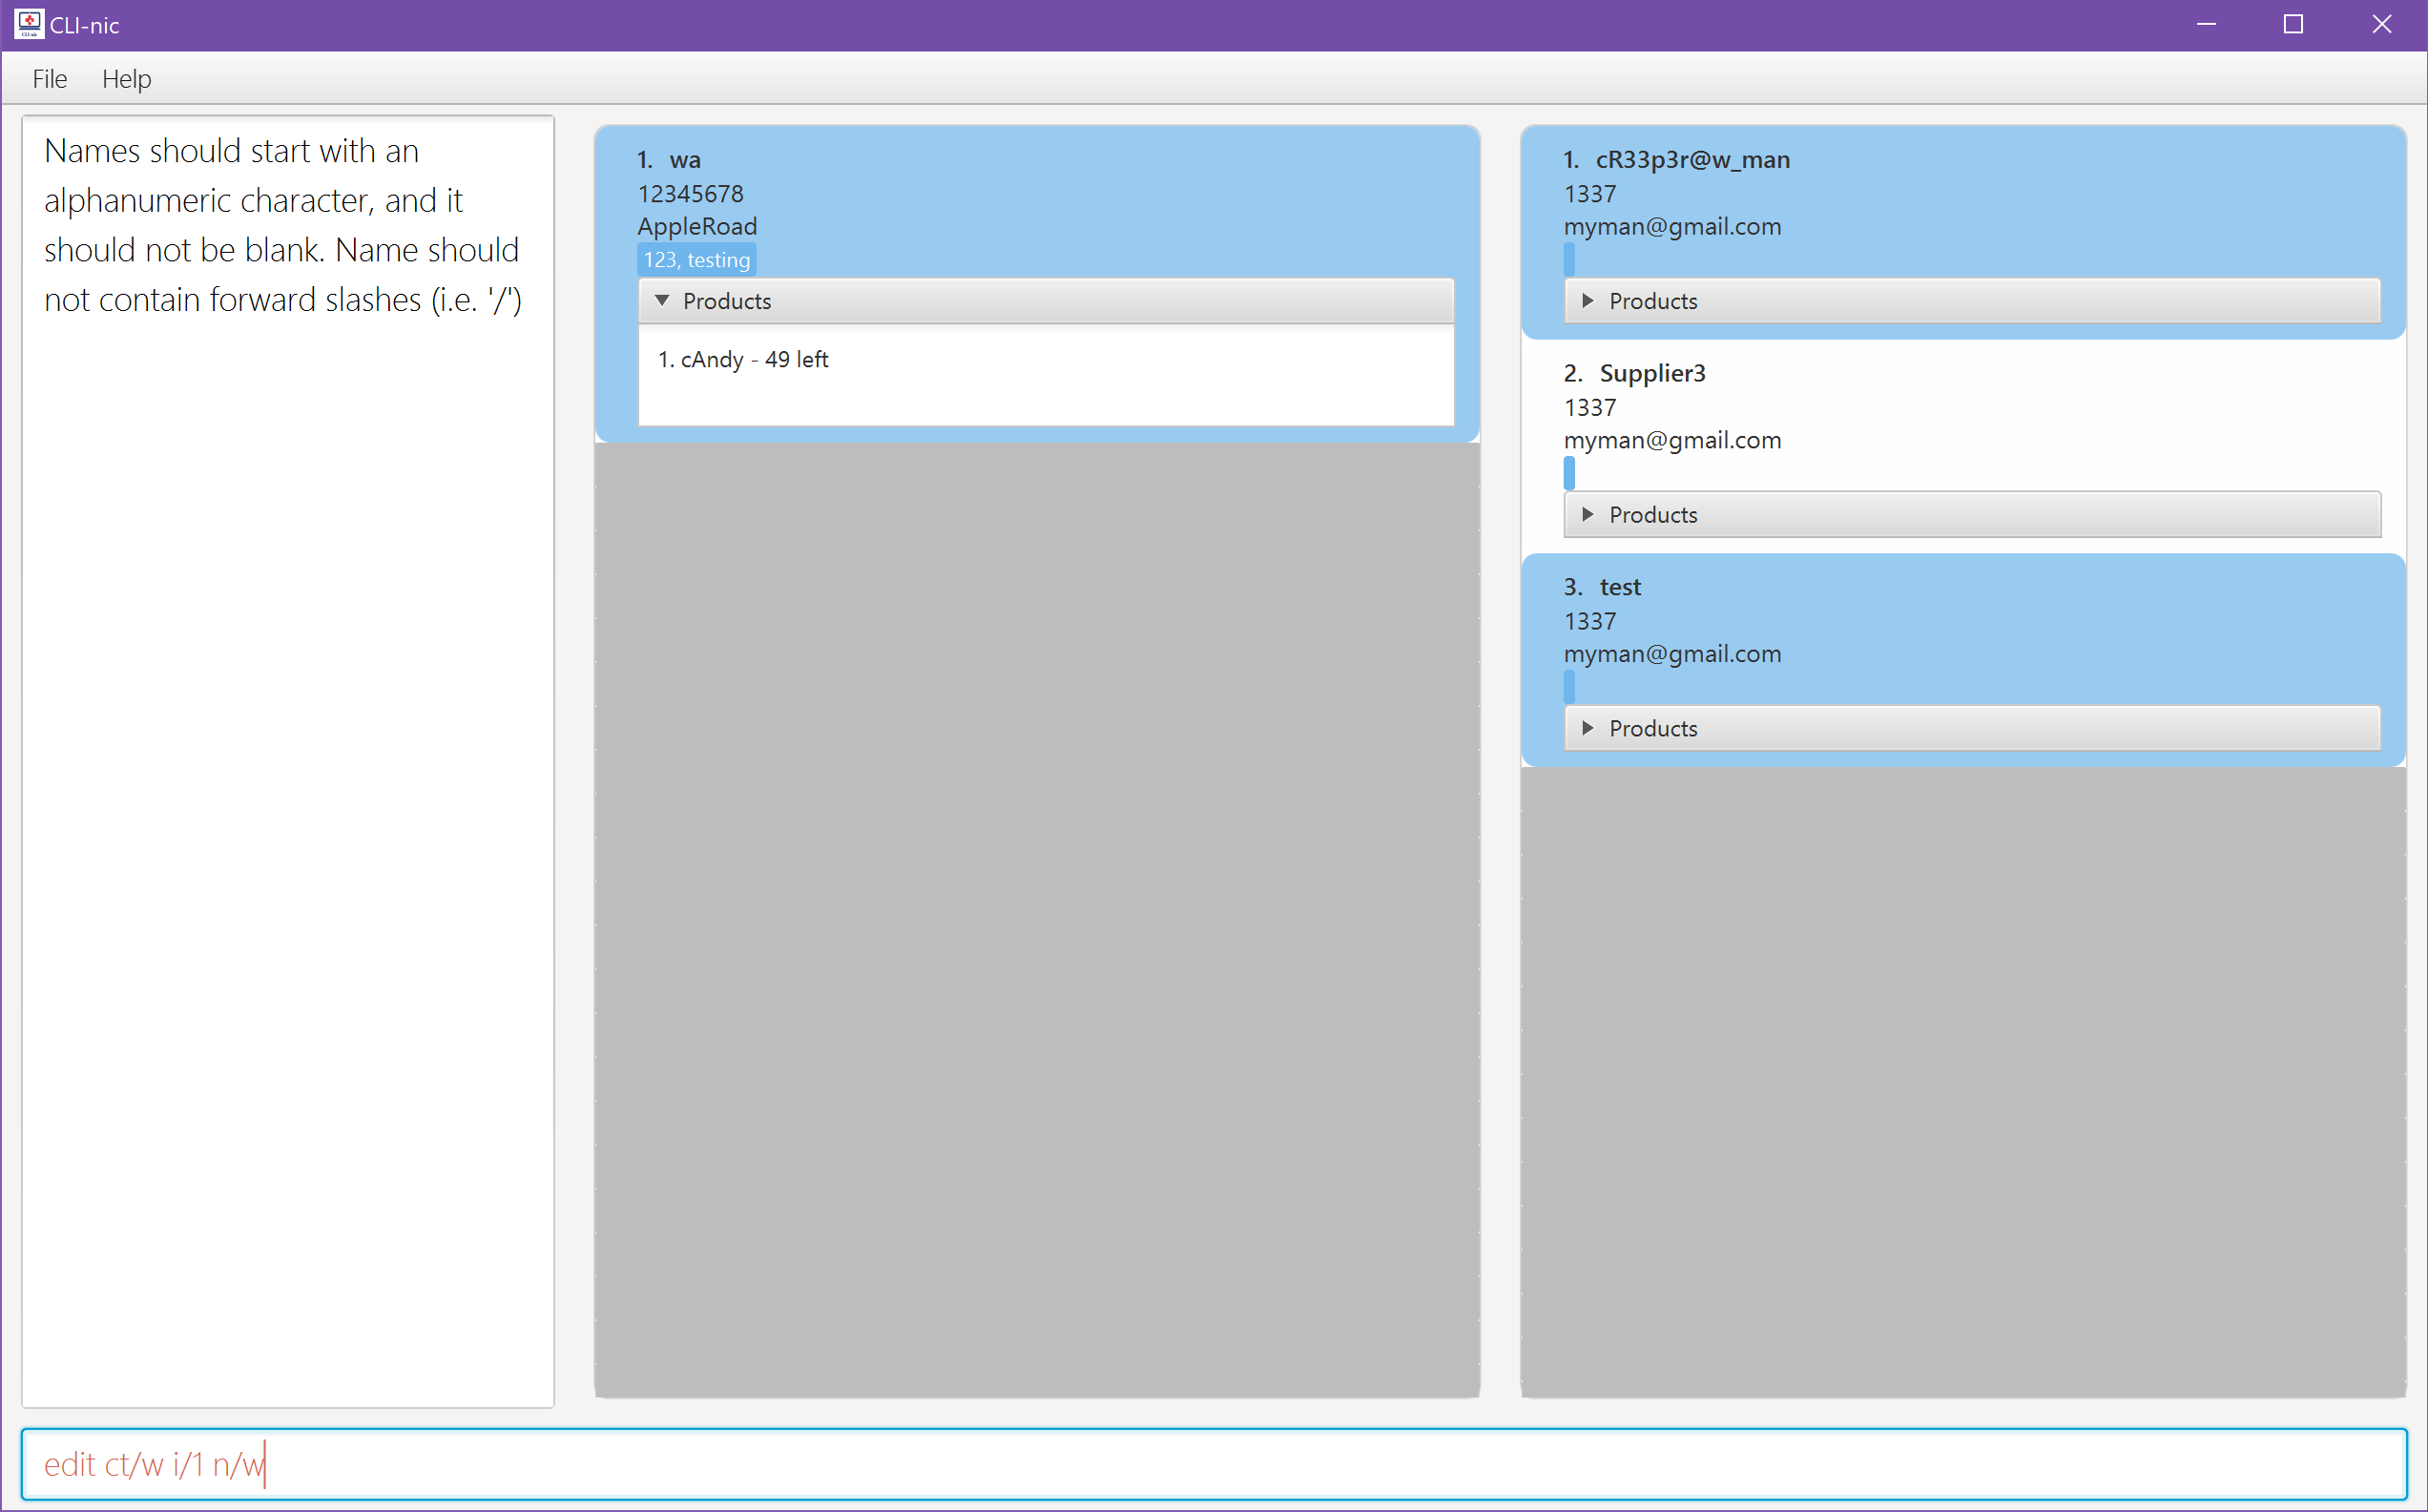 CLI-nic
File Help
Names should start with an
alphanumeric character, and it
should not be blank. Name should
not contain forward slashes (i.e. '/')
1. wa
12345678
AppleRoad
123, testing
Products
1. cAndy - 49 left
1. cR33p3r@w_man
1337
myman@gmail.com
Products
2. Supplier3
1337
myman@gmail.com
Products
3. test
1337
myman@gmail.com
Products
edit ct/w i/1 n/w